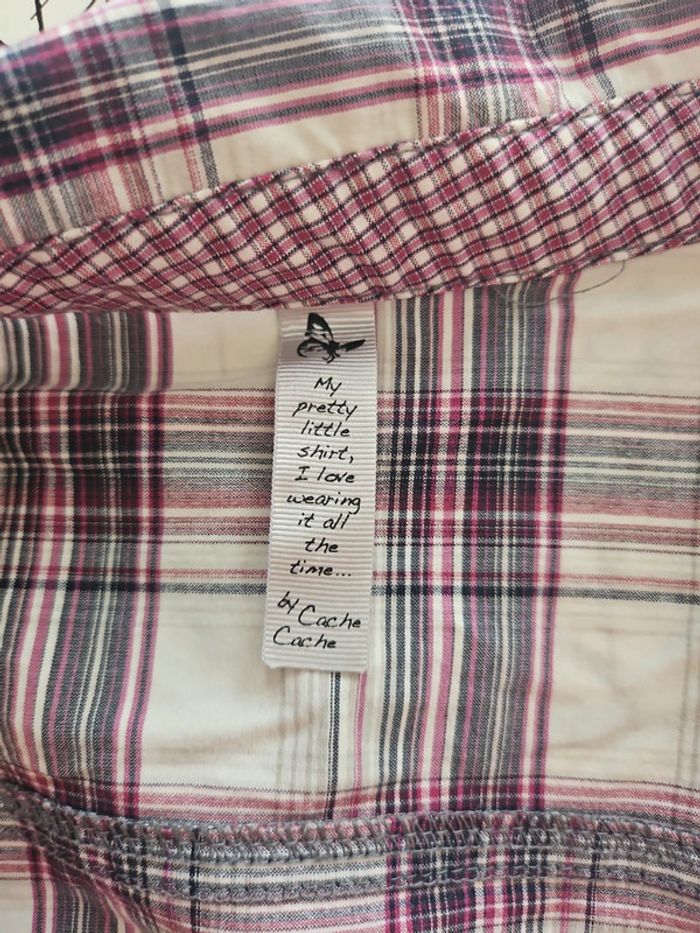 My
pretty
little
shirt,
I love
wearing
it all
the
time...
by Cache
Cache